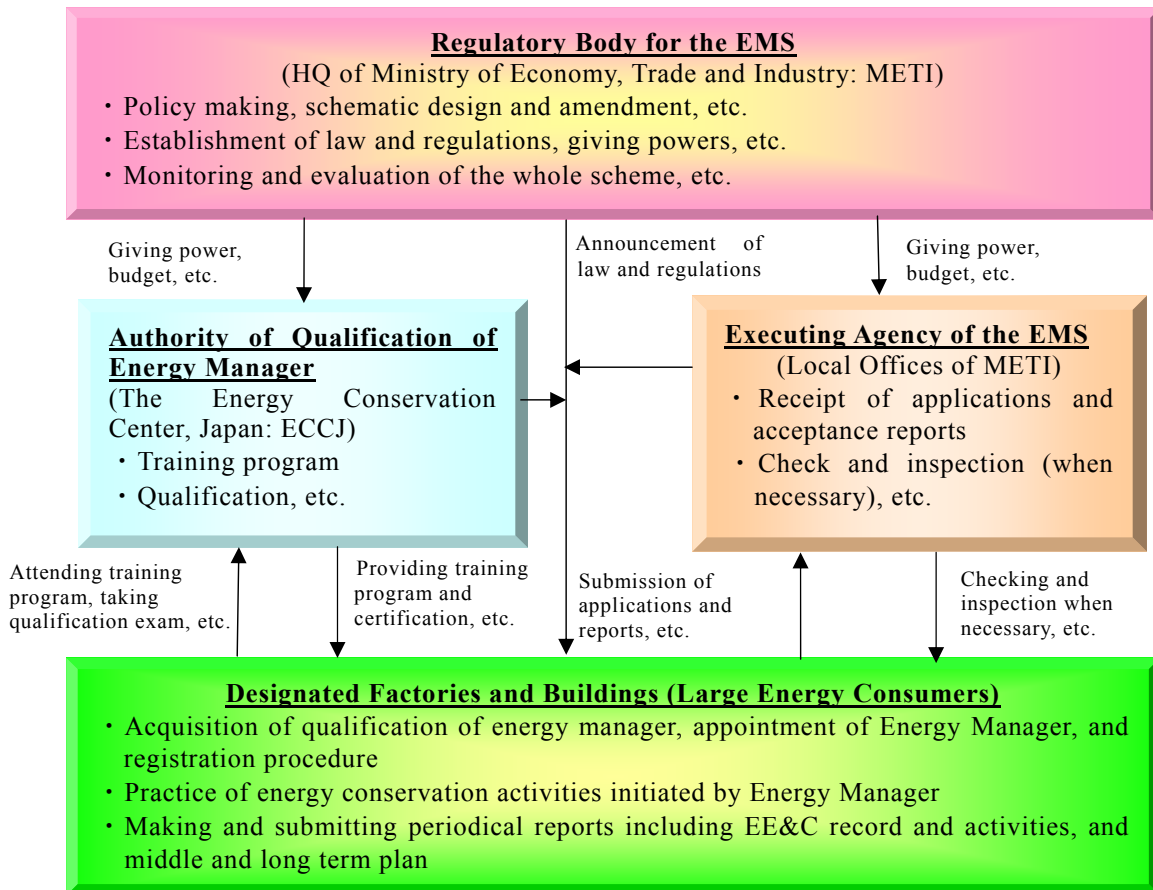 Regulatory Body for the EMS
(HQ of Ministry of Economy, Trade and Industry: METI)
・Policy making, schematic design and amendment, etc.
・Establishment of law and regulations, giving powers, etc.
・Monitoring and evaluation of the whole scheme, etc.
Giving power,
budget, etc.
Announcement of
law and regulations
Giving power,
budget, etc.
Authority of Qualification of
Energy Manager
(The Energy Conservation
Center, Japan: ECCJ)
・Training program
・Qualification, etc.
Executing Agency of the EMS
(Local Offices of METI)
・Receipt of applications and
acceptance reports
・Check and inspection (when
necessary), etc.
Attending training
program, taking
qualification exam, etc.
Providing training
program and
certification, etc.
Submission of
applications and
reports, etc.
Checking and
inspection when
necessary, etc.
Designated Factories and Buildings (Large Energy Consumers)
・Acquisition of qualification of energy manager, appointment of Energy Manager, and
registration procedure
・Practice of energy conservation activities initiated by Energy Manager
・Making and submitting periodical reports including EE&C record and activities, and
middle and long term plan